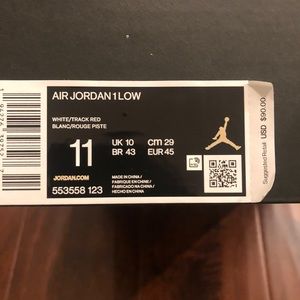 AIR JORDAN 1 LOW
WHITE/TRACK RED
BLANC/ROUGE PISTE
11
UK 10
cm 29
BR 43
EUR 45
JORDAN.COM
553558 123
MADE IN CHINA /
FABRIQUE EN CHINE /
FABRICADO NA CHINA /
HECHO EN CHINA
Suggested Retail USD $90.00